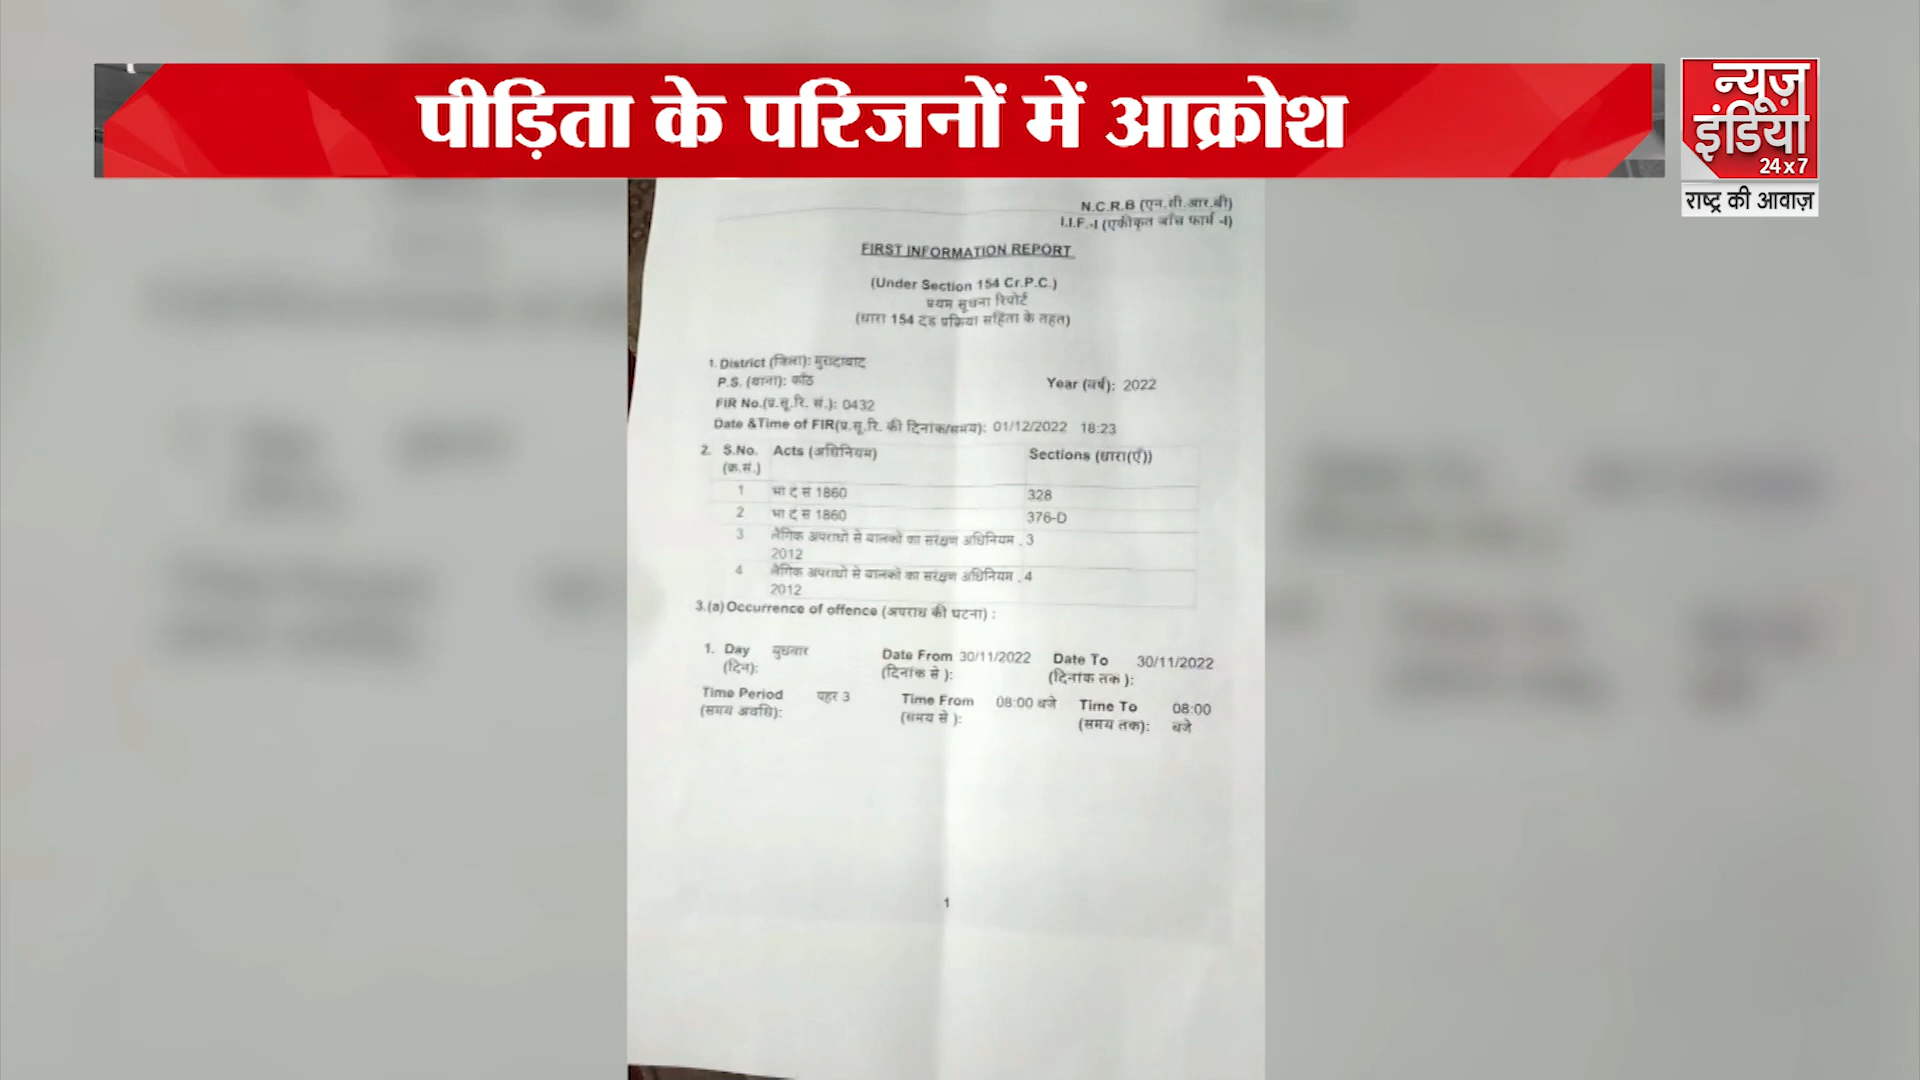 पीड़िता के परिजनों में आक्रोश
न्यूज़
इंडिया
24x7
राष्ट्र की आवाज़
N.C.R.B (एन.सी.आर.बी)
I.I.F.-I (एकीकृत जाँच फार्म -I)
FIRST INFORMATION REPORT
(Under Section 154 Cr.P.C.)
प्रथम सूचना रिपोर्ट
(धारा 154 दंड प्रक्रिया संहिता के तहत)
1. District (जिला): मुरादाबाद
P.S. (थाना): काँठ
Year (वर्ष): 2022
FIR No.(प्र.सू.रि. सं.): 0432
Date &Time of FIR(प्र.सू.रि. की दिनांक/समय): 01/12/2022 18:23
2. S.No. Acts (अधिनियम) Sections (धारा(एँ))
(क्र.सं.)
1 भा द सं 1860 328
2 भा द सं 1860 376-D
3 लैंगिक अपराधों से बालकों का संरक्षण अधिनियम , 3
2012
4 लैंगिक अपराधों से बालकों का संरक्षण अधिनियम , 4
2012
3.(a) Occurrence of offence (अपराध की घटना) :
1. Day बुधवार Date From 30/11/2022 Date To 30/11/2022
(दिन): (दिनांक से ): (दिनांक तक ):
Time Period पहर 3 Time From 08:00 बजे Time To 08:00
(समय अवधि): (समय से ): (समय तक): बजे
1